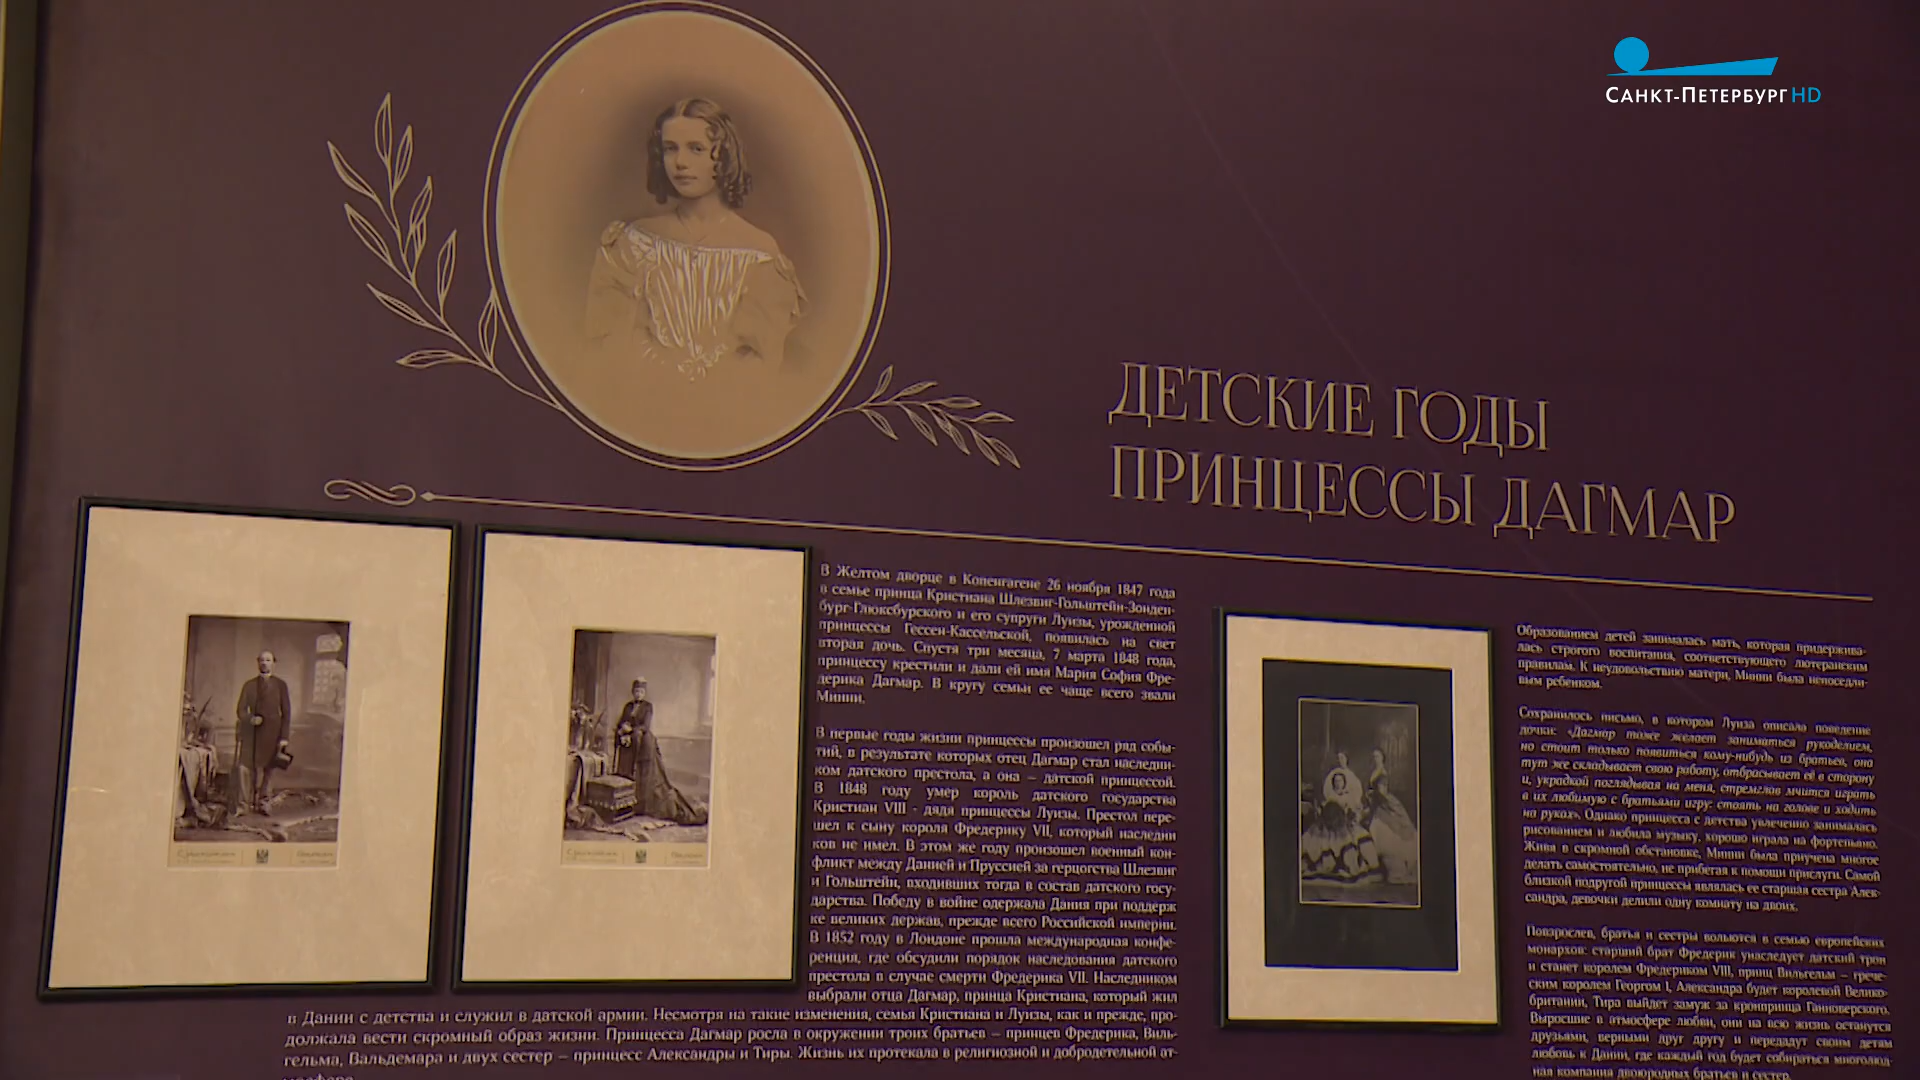 САНКТ-ПЕТЕРБУРГ HD
ДЕТСКИЕ ГОДЫ
ПРИНЦЕССЫ ДАГМАР
В Желтом дворце в Копенгагене 26 ноября 1847 года
в семье принца Кристиана Шлезвиг-Гольштейн-Зонден-
бург-Глюксбургского и его супруги Луизы, урожденной
принцессы Гессен-Кассельской, появилась на свет
вторая дочь. Спустя три месяца, 7 марта 1848 года,
принцессу крестили и дали ей имя Мария София Фре-
дерика Дагмар. В кругу семьи ее чаще всего звали
Минни.
В первые годы жизни принцессы произошел ряд собы-
тий, в результате которых отец Дагмар стал наследни-
ком датского престола, а она – датской принцессой.
В 1848 году умер король датского государства
Кристиан VIII - дядя принцессы Луизы. Престол пере-
шел к сыну короля Фредерику VII, который наследни
ков не имел. В этом же году произошел военный кон-
фликт между Данией и Пруссией за герцогства Шлезвиг
и Гольштейн, входивших тогда в состав датского госу-
дарства. Победу в войне одержала Дания при поддерж
ке великих держав, прежде всего Российской империи.
В 1852 году в Лондоне прошла международная конфе-
ренция, где обсудили порядок наследования датского
престола в случае смерти Фредерика VII. Наследником
выбрали отца Дагмар, принца Кристиана, который жил
в Дании с детства и служил в датской армии. Несмотря на такие изменения, семья Кристиана и Луизы, как и прежде, про-
должала вести скромный образ жизни. Принцесса Дагмар росла в окружении троих братьев – принцев Фредерика, Виль-
гельма, Вальдемара и двух сестер – принцесс Александры и Тиры. Жизнь их протекала в религиозной и добродетельной ат-
Образованием детей занималась мать, которая придержива-
лась строгого воспитания, соответствующего лютеранским
правилам. К неудовольствию матери, Минни была непоседли-
вым ребенком.
Сохранилось письмо, в котором Луиза описала поведение
дочки: «Дагмар тоже желает заниматься рукоделием,
но стоит только появиться кому-нибудь из братьев, она
тут же складывает свою работу, отбрасывает её в сторону
и, украдкой поглядывая на меня, стремглав мчится играть
в их любимую с братьями игру: стоять на голове и ходить
на руках». Однако принцесса с детства увлеченно занималась
рисованием и любила музыку, хорошо играла на фортепьяно.
Живя в скромной обстановке, Минни была приучена многое
делать самостоятельно, не прибегая к помощи прислуги. Самой
близкой подругой принцессы являлась ее старшая сестра Алек-
сандра, девочки делили одну комнату на двоих.
Повзрослев, братья и сестры вольются в семью европейских
монархов: старший брат Фредерик унаследует датский трон
и станет королем Фредериком VIII, принц Вильгельм – грече-
ским королем Георгом I, Александра будет королевой Велико-
британии, Тира выйдет замуж за кронпринца Ганноверского.
Выросшие в атмосфере любви, они на всю жизнь останутся
друзьями, верными друг другу и передадут своим детям
любовь к Дании, где каждый год будет собираться многолюд
ная компания двоюродных братьев и сестер.